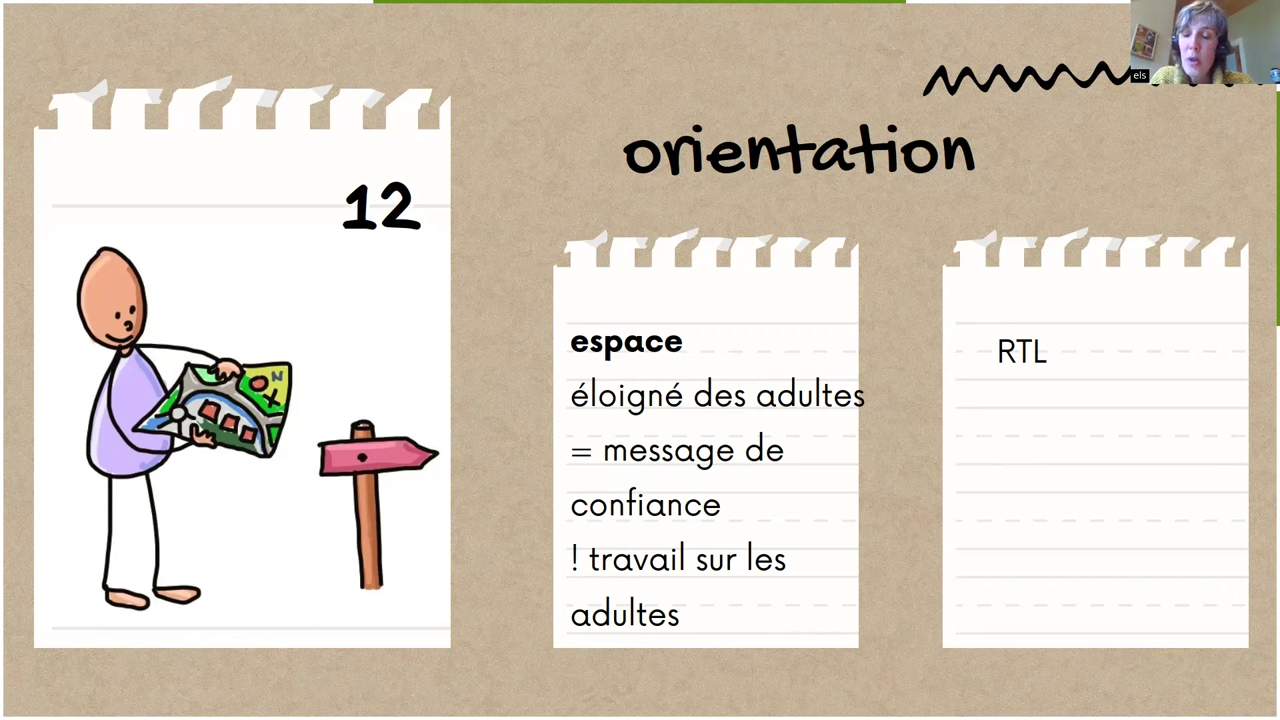 els
orientation
12
N
espace
éloigné des adultes
= message de
confiance
! travail sur les
adultes
RTL